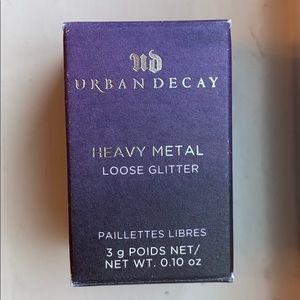 UD
URBAN DECAY
HEAVY METAL
LOOSE GLITTER
PAILLETTES LIBRES
3 g POIDS NET/
NET WT. 0.10 oz